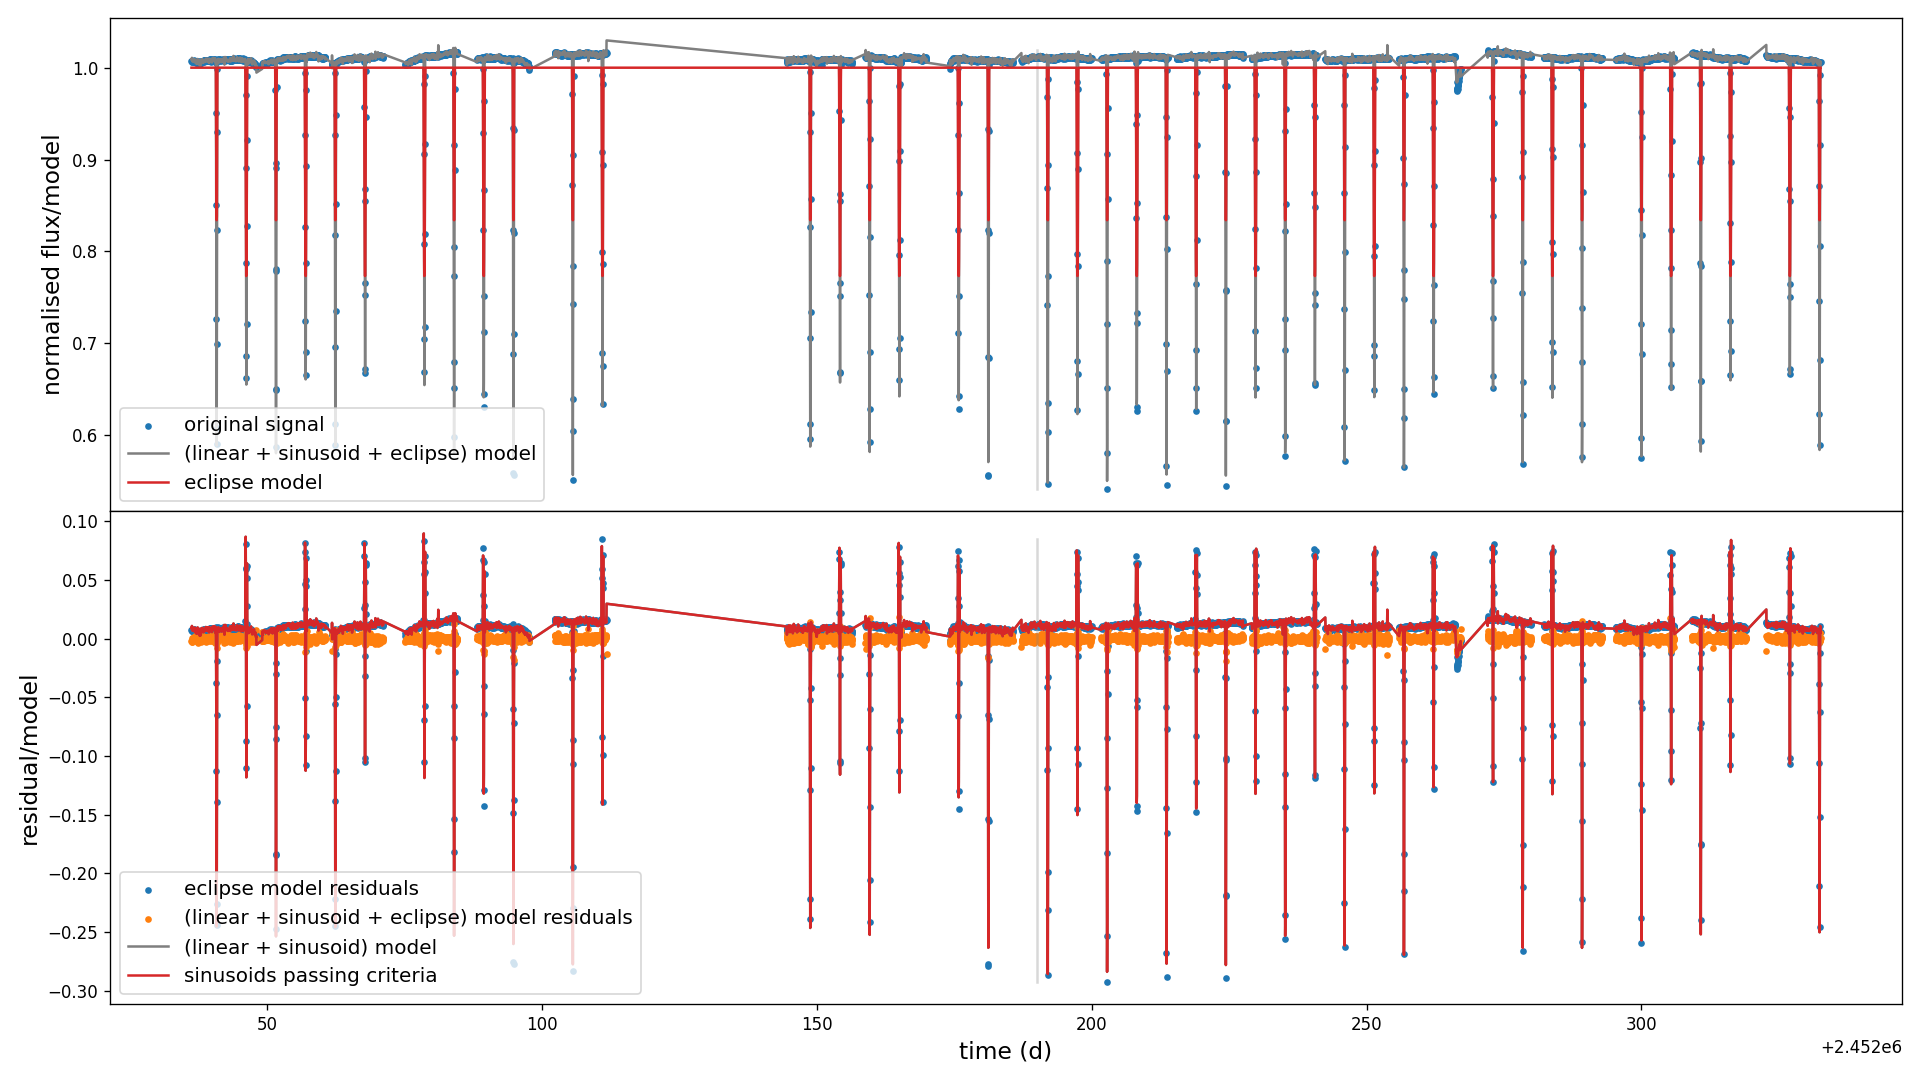 1.0
0.9
0.8
0.7
0.6
normalised flux/model
original signal
(linear + sinusoid + eclipse) model
eclipse model
0.10
0.05
0.00
−0.05
−0.10
−0.15
−0.20
−0.25
−0.30
residual/model
eclipse model residuals
(linear + sinusoid + eclipse) model residuals
(linear + sinusoid) model
sinusoids passing criteria
50
100
150
200
250
300
time (d)
+2.452e6